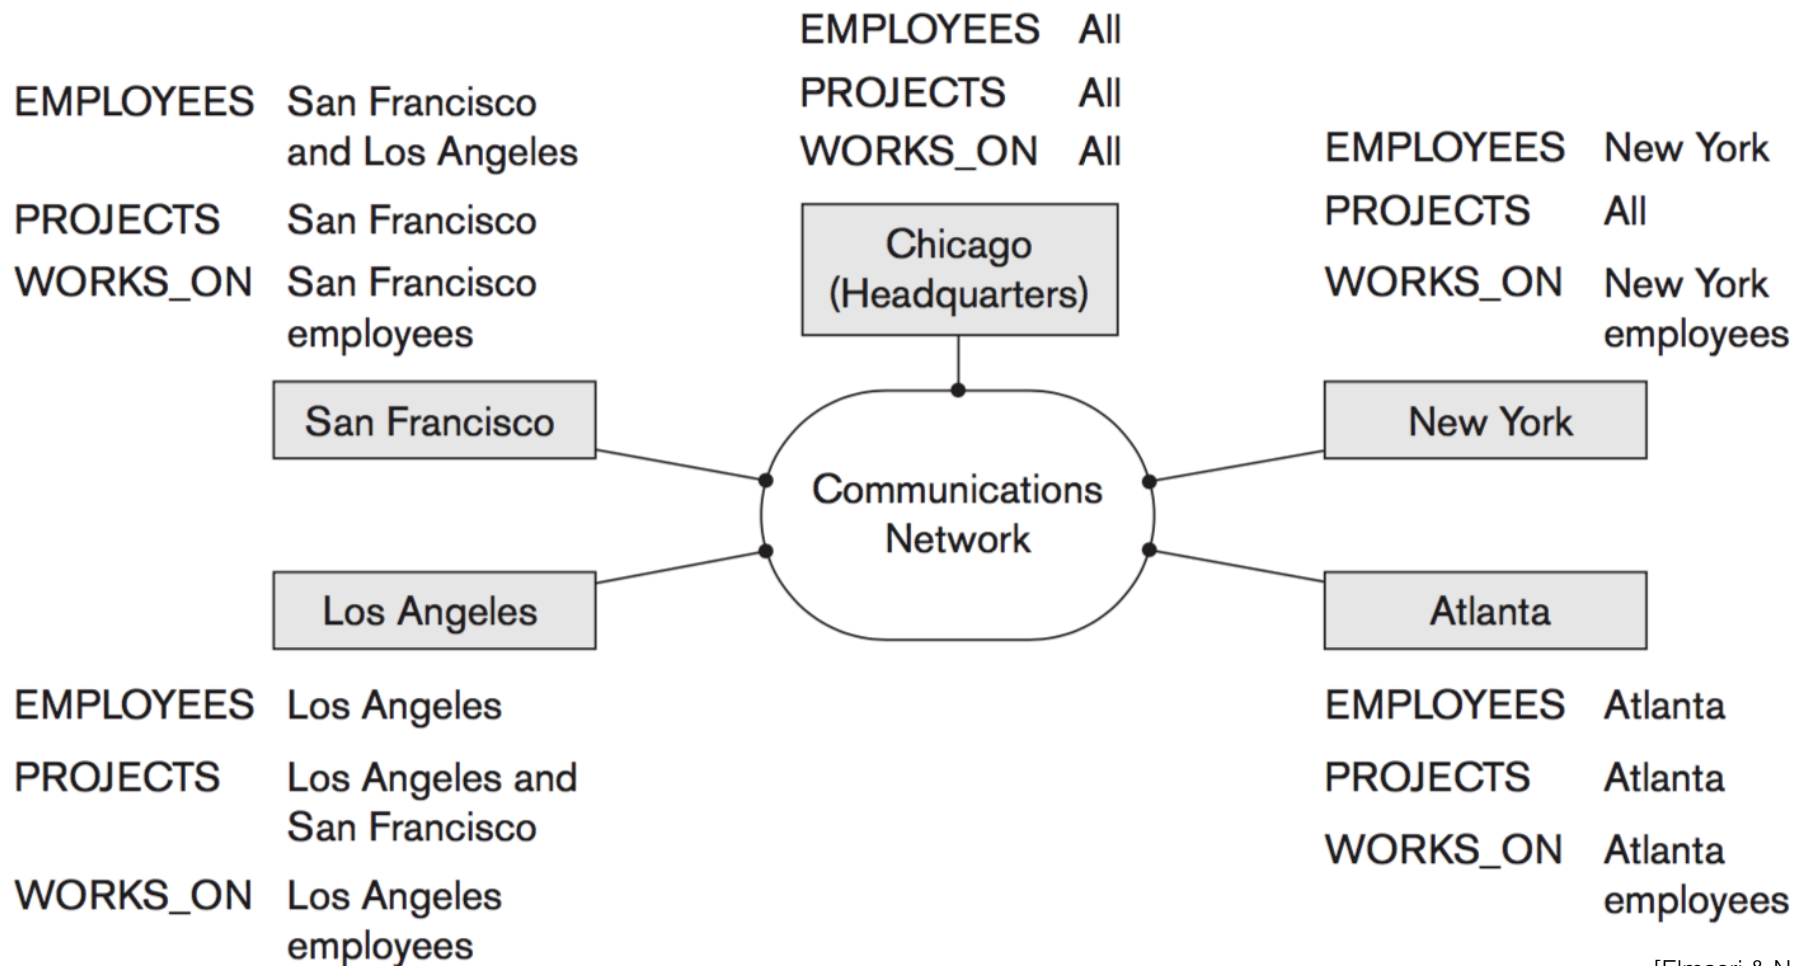 EMPLOYEES All
PROJECTS All
WORKS_ON All
EMPLOYEES San Francisco
and Los Angeles
PROJECTS San Francisco
WORKS_ON San Francisco
employees
EMPLOYEES New York
PROJECTS All
WORKS_ON New York
employees
Chicago
(Headquarters)
San Francisco
New York
Communications
Network
Los Angeles
Atlanta
EMPLOYEES Los Angeles
PROJECTS Los Angeles and
San Francisco
WORKS_ON Los Angeles
employees
EMPLOYEES Atlanta
PROJECTS Atlanta
WORKS_ON Atlanta
employees